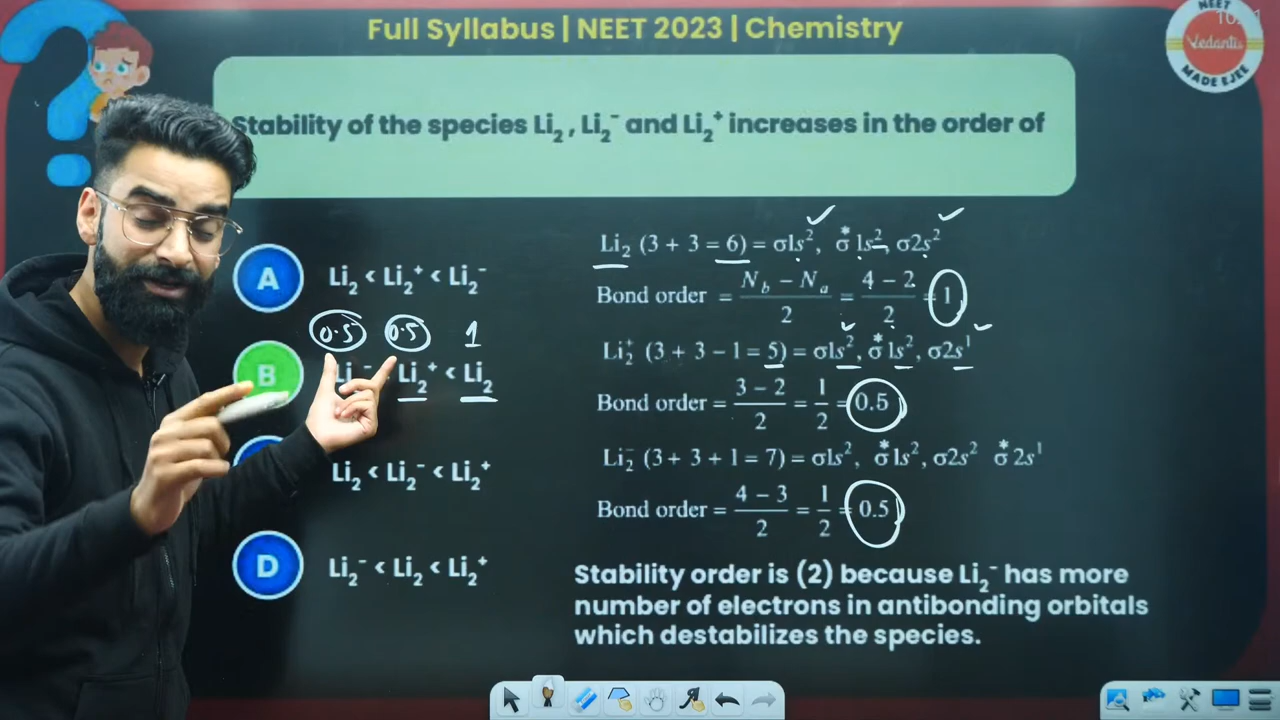 Full Syllabus | NEET 2023 | Chemistry
NEET
Vedantu
MADE EJEE
Stability of the species Li₂ , Li₂⁻ and Li₂⁺ increases in the order of
A Li₂ < Li₂⁺ < Li₂⁻
0.5 0.5 1
B Li₂⁻ Li₂⁺ < Li₂
Li₂ < Li₂⁻ < Li₂⁺
D Li₂⁻ < Li₂ < Li₂⁺
Li₂ (3 + 3 = 6) = σ1s², σ* 1s², σ2s²
Bond order = (N_b − N_a)/2 = (4 − 2)/2 = 1
Li₂⁺ (3 + 3 − 1 = 5) = σ1s², σ* 1s², σ2s¹
Bond order = (3 − 2)/2 = 1/2 = 0.5
Li₂⁻ (3 + 3 + 1 = 7) = σ1s², σ* 1s², σ2s² σ* 2s¹
Bond order = (4 − 3)/2 = 1/2 = 0.5
Stability order is (2) because Li₂⁻ has more
number of electrons in antibonding orbitals
which destabilizes the species.